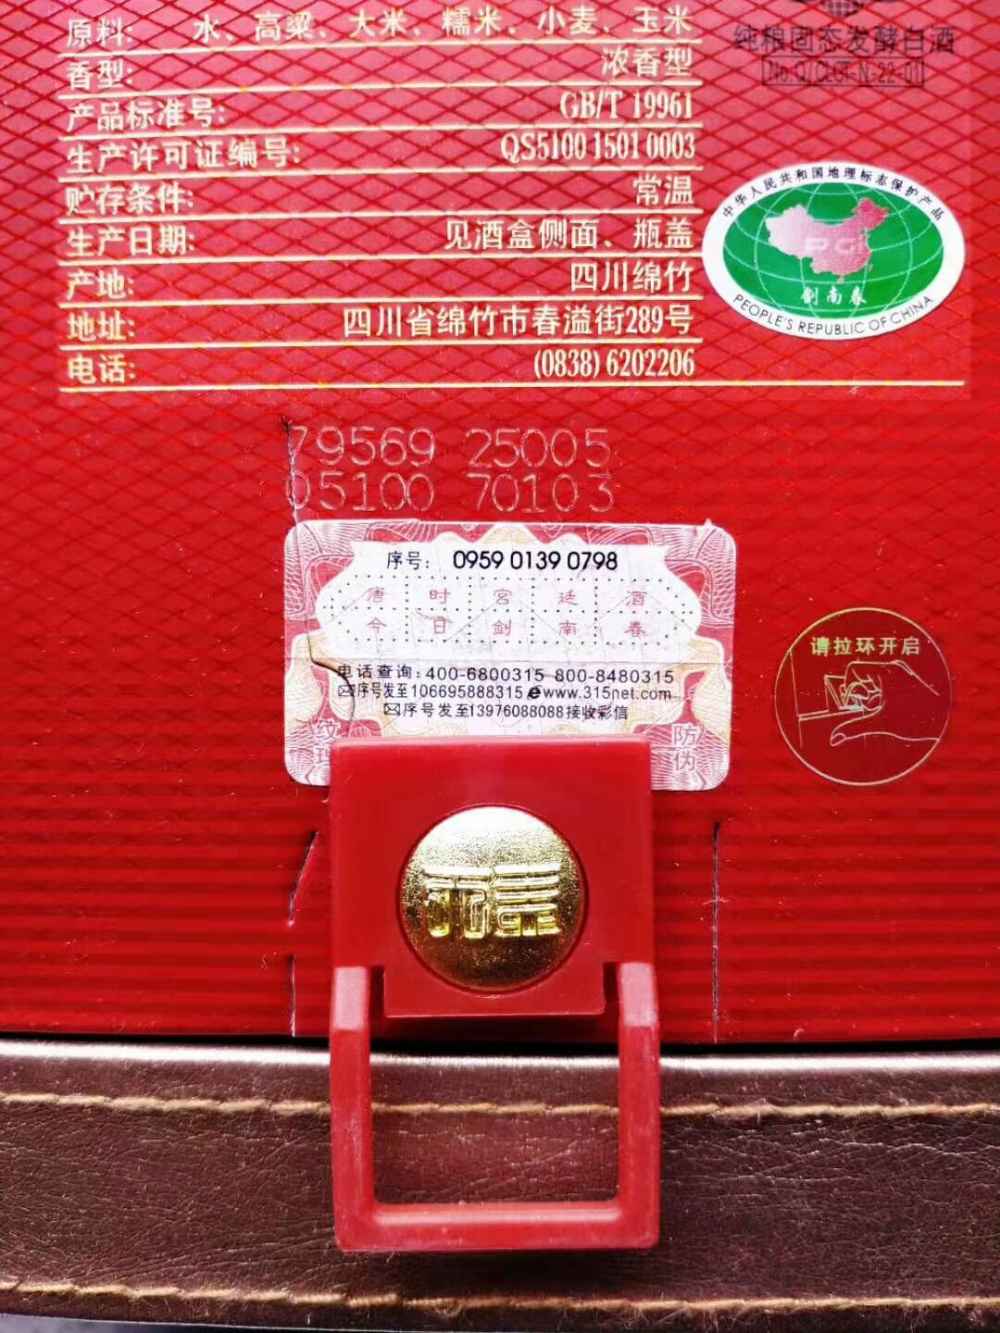 原料: 水、高粱、大米、糯米、小麦、玉米
香型: 浓香型
产品标准号: GB/T 19961
生产许可证编号: QS5100 1501 0003
贮存条件: 常温
生产日期: 见酒盒侧面、瓶盖
产地: 四川绵竹
地址: 四川省绵竹市春溢街289号
电话: (0838) 6202206
纯粮固态发酵白酒
中华人民共和国地理标志保护产品
PGI
剑南春
PEOPLE'S REPUBLIC OF CHINA
79569 25005
05100 70103
序号: 0959 0139 0798
唐时宫廷酒
今日剑南春
电话查询:400-6800315 800-8480315
序号发至106695888315 www.315net.com
序号发至13976088088接收彩信
纹理
防伪
请拉环开启